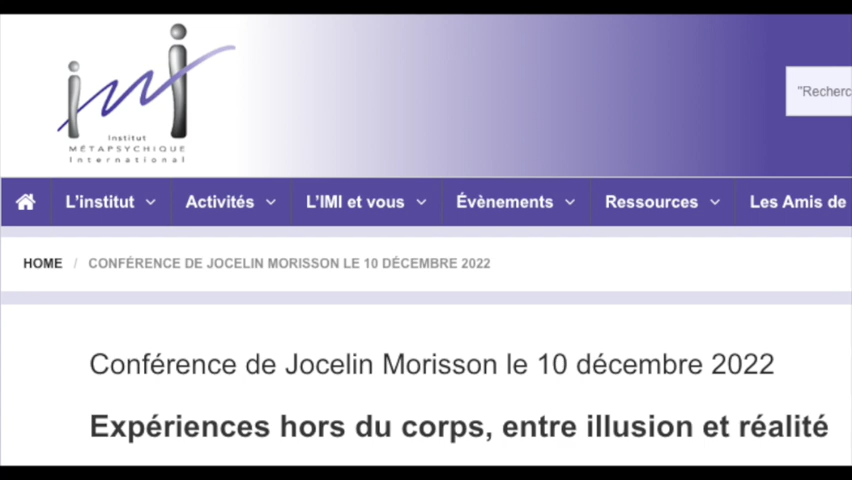 imi
Institut
MÉTAPSYCHIQUE
International
"Recherc
L'institut
Activités
L'IMI et vous
Évènements
Ressources
Les Amis de
HOME / CONFÉRENCE DE JOCELIN MORISSON LE 10 DÉCEMBRE 2022
Conférence de Jocelin Morisson le 10 décembre 2022
Expériences hors du corps, entre illusion et réalité